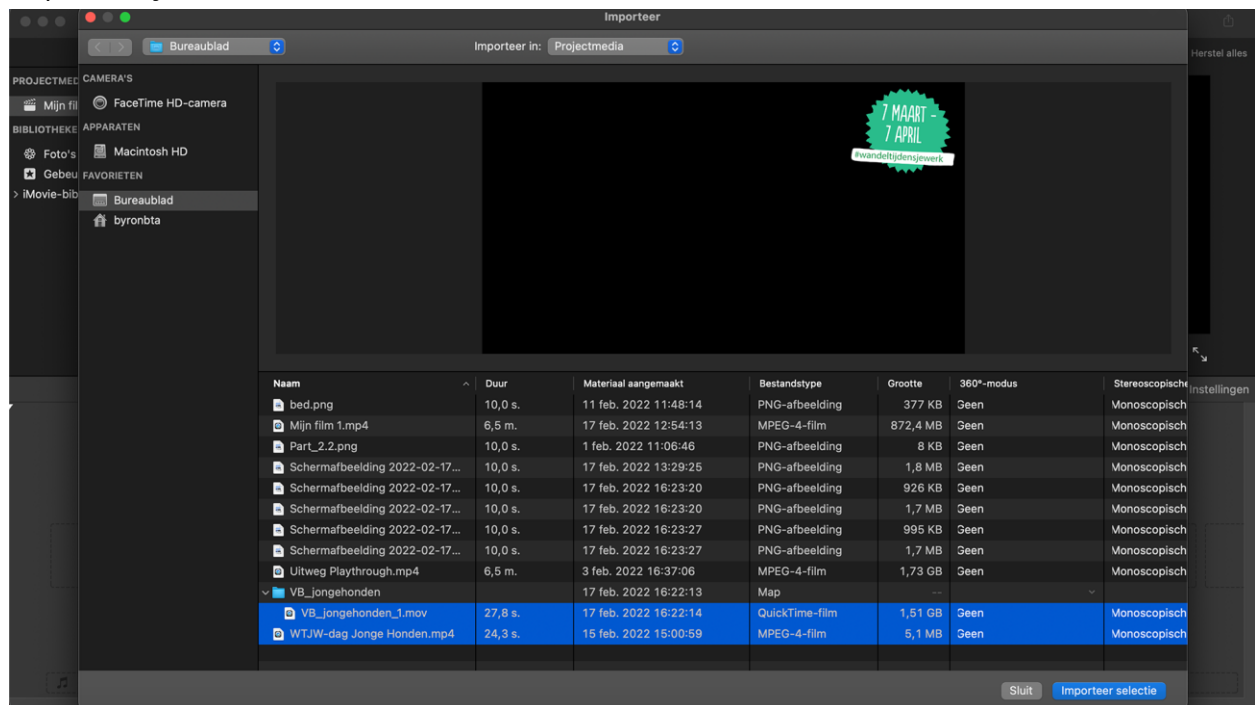 Importeer
Bureaublad
Importeer in: Projectmedia
Herstel alles
PROJECTMED
Mijn fil
BIBLIOTHEKE
Foto's
Gebeu
iMovie-bib
CAMERA'S
FaceTime HD-camera
APPARATEN
Macintosh HD
FAVORIETEN
Bureaublad
byronbta
7 MAART -
7 APRIL
#wandeltijdensjewerk
Instellingen
Naam Duur Materiaal aangemaakt Bestandstype Grootte 360°-modus Stereoscopische
bed.png 10,0 s. 11 feb. 2022 11:48:14 PNG-afbeelding 377 KB Geen Monoscopisch
Mijn film 1.mp4 6,5 m. 17 feb. 2022 12:54:13 MPEG-4-film 872,4 MB Geen Monoscopisch
Part_2.2.png 10,0 s. 1 feb. 2022 11:06:46 PNG-afbeelding 8 KB Geen Monoscopisch
Schermafbeelding 2022-02-17... 10,0 s. 17 feb. 2022 13:29:25 PNG-afbeelding 1,8 MB Geen Monoscopisch
Schermafbeelding 2022-02-17... 10,0 s. 17 feb. 2022 16:23:20 PNG-afbeelding 926 KB Geen Monoscopisch
Schermafbeelding 2022-02-17... 10,0 s. 17 feb. 2022 16:23:20 PNG-afbeelding 1,7 MB Geen Monoscopisch
Schermafbeelding 2022-02-17... 10,0 s. 17 feb. 2022 16:23:27 PNG-afbeelding 995 KB Geen Monoscopisch
Schermafbeelding 2022-02-17... 10,0 s. 17 feb. 2022 16:23:27 PNG-afbeelding 1,7 MB Geen Monoscopisch
Uitweg Playthrough.mp4 6,5 m. 3 feb. 2022 16:37:06 MPEG-4-film 1,73 GB Geen Monoscopisch
VB_jongehonden 17 feb. 2022 16:22:13 Map --
VB_jongehonden_1.mov 27,8 s. 17 feb. 2022 16:22:14 QuickTime-film 1,51 GB Geen Monoscopisch
WTJW-dag Jonge Honden.mp4 24,3 s. 15 feb. 2022 15:00:59 MPEG-4-film 5,1 MB Geen Monoscopisch
Sluit Importeer selectie